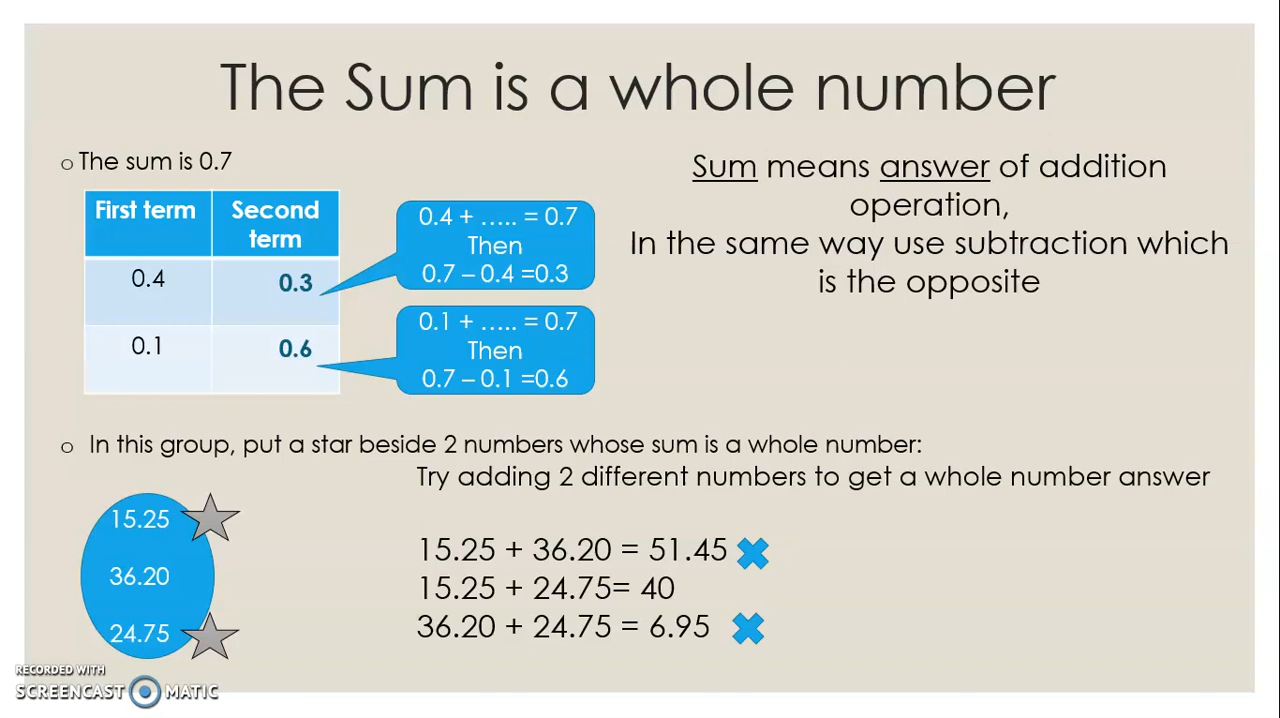 The Sum is a whole number
o The sum is 0.7
First term
Second term
0.4
0.3
0.1
0.6
0.4 + ..... = 0.7
Then
0.7 – 0.4 =0.3
0.1 + ..... = 0.7
Then
0.7 – 0.1 =0.6
Sum means answer of addition
operation,
In the same way use subtraction which
is the opposite
o In this group, put a star beside 2 numbers whose sum is a whole number:
Try adding 2 different numbers to get a whole number answer
15.25
36.20
24.75
15.25 + 36.20 = 51.45
15.25 + 24.75= 40
36.20 + 24.75 = 6.95
RECORDED WITH
SCREENCAST MATIC